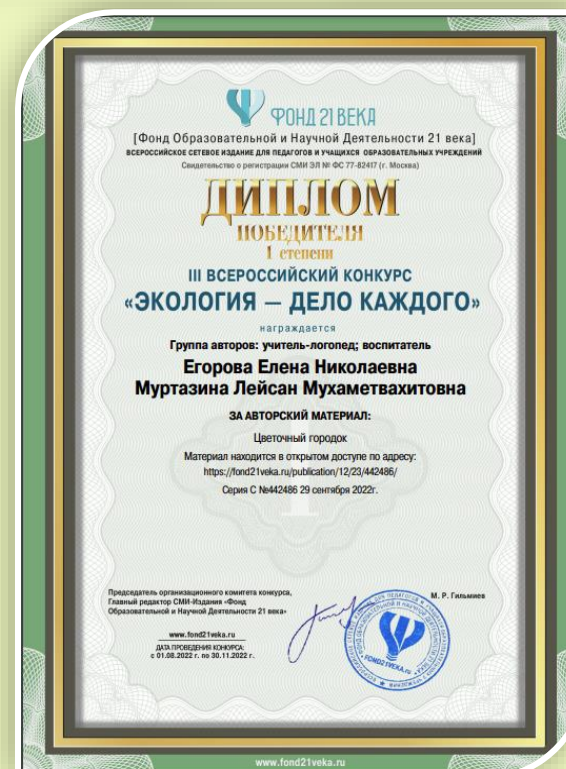 ФОНД 21 ВЕКА
[Фонд Образовательной и Научной Деятельности 21 века]
ВСЕРОССИЙСКОЕ СЕТЕВОЕ ИЗДАНИЕ ДЛЯ ПЕДАГОГОВ И УЧАЩИХСЯ ОБРАЗОВАТЕЛЬНЫХ УЧРЕЖДЕНИЙ
Свидетельство о регистрации СМИ ЭЛ № ФС 77-82417 (г. Москва)
ДИПЛОМ
ПОБЕДИТЕЛЯ
1 степени
III ВСЕРОССИЙСКИЙ КОНКУРС
«ЭКОЛОГИЯ — ДЕЛО КАЖДОГО»
награждается
Группа авторов: учитель-логопед; воспитатель
Егорова Елена Николаевна
Муртазина Лейсан Мухаметвахитовна
ЗА АВТОРСКИЙ МАТЕРИАЛ:
Цветочный городок
Материал находится в открытом доступе по адресу:
https://fond21veka.ru/publication/12/23/442486/
Серия С №442486 29 сентября 2022г.
Председатель организационного комитета конкурса,
Главный редактор СМИ-Издания «Фонд
Образовательной и Научной Деятельности 21 века»
М. Р. Гильмиев
www.fond21veka.ru
ДАТА ПРОВЕДЕНИЯ КОНКУРСА:
с 01.08.2022 г. по 30.11.2022 г.
FOND21VEKA.ru
www.fond21veka.ru